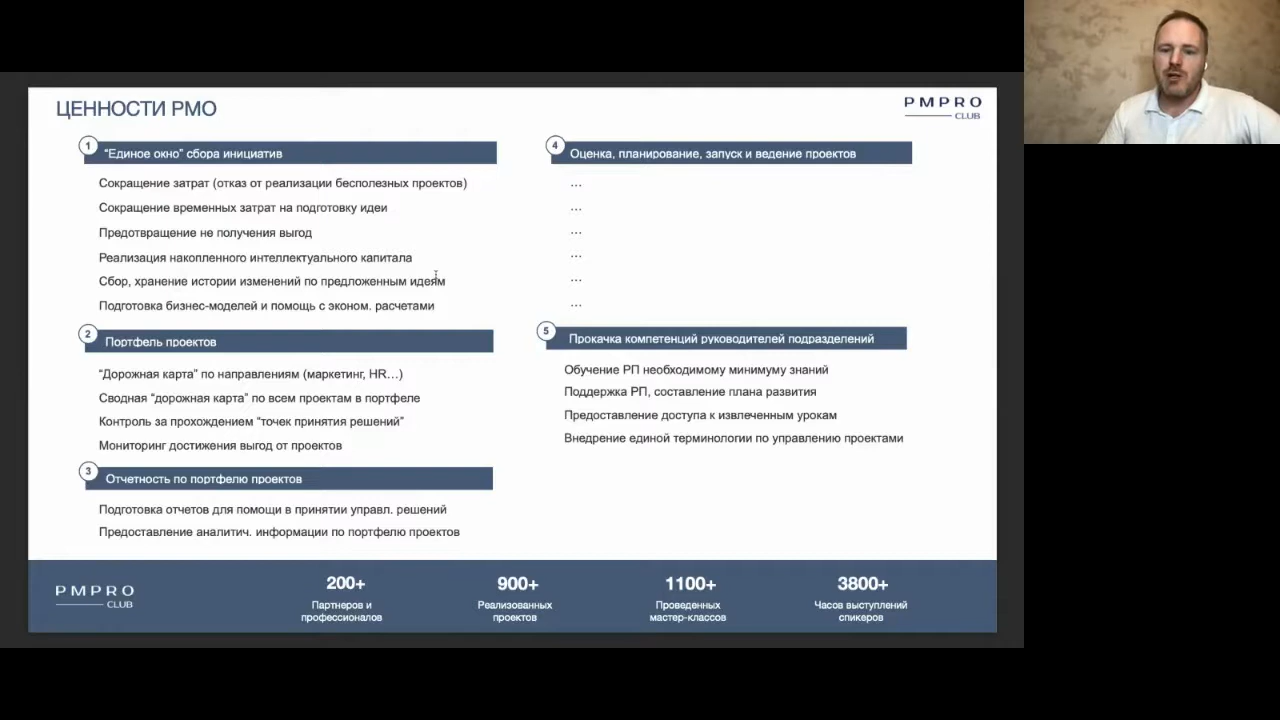 ЦЕННОСТИ PMO
PMPRO
CLUB
1
“Единое окно” сбора инициатив
Сокращение затрат (отказ от реализации бесполезных проектов)
Сокращение временных затрат на подготовку идеи
Предотвращение не получения выгод
Реализация накопленного интеллектуального капитала
Сбор, хранение истории изменений по предложенным идеям
Подготовка бизнес-моделей и помощь с эконом. расчетами
2
Портфель проектов
“Дорожная карта” по направлениям (маркетинг, HR...)
Сводная “дорожная карта” по всем проектам в портфеле
Контроль за прохождением “точек принятия решений”
Мониторинг достижения выгод от проектов
3
Отчетность по портфелю проектов
Подготовка отчетов для помощи в принятии управл. решений
Предоставление аналитич. информации по портфелю проектов
4
Оценка, планирование, запуск и ведение проектов
...
...
...
...
...
...
5
Прокачка компетенций руководителей подразделений
Обучение РП необходимому минимуму знаний
Поддержка РП, составление плана развития
Предоставление доступа к извлеченным урокам
Внедрение единой терминологии по управлению проектами
PMPRO
CLUB
200+
Партнеров и
профессионалов
900+
Реализованных
проектов
1100+
Проведенных
мастер-классов
3800+
Часов выступлений
спикеров